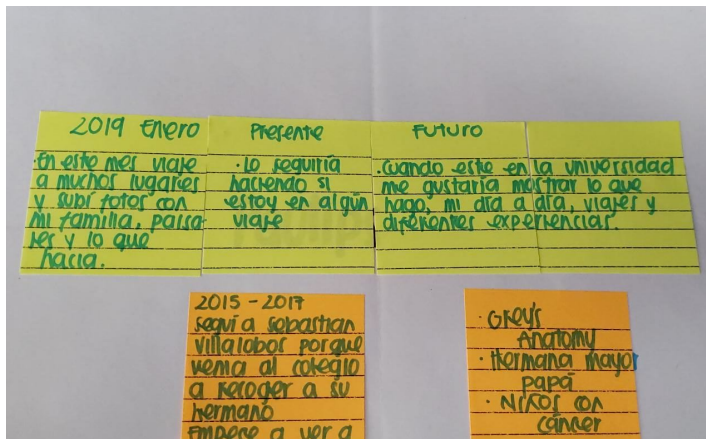 2019 Enero
·En este mes viaje
a muchos lugares
y subí fotos con
mi familia, paisa-
jes y lo que
hacia.
Presente
·Lo seguiría
haciendo si
estoy en algún
viaje
Futuro
·Cuando este en la universidad
me gustaría mostrar lo que
hago, mi día a día, viajes y
diferentes experiencias.
2015 - 2017
seguí a sebastian
villalobos porque
venia al colegio
a recoger a su
hermano
Empece a ver a
· Grey's
Anatomy
· Hermana mayor
papá
· Niños con
cáncer